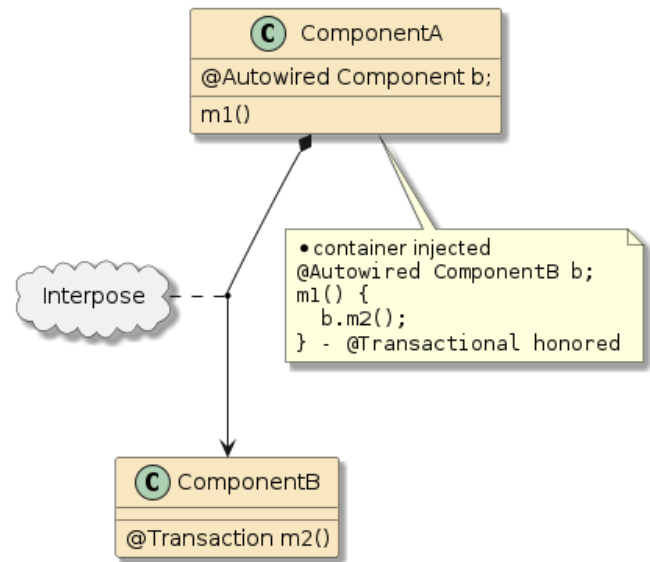 C ComponentA
@Autowired Component b;
m1()
•container injected
@Autowired ComponentB b;
m1() {
  b.m2();
} - @Transactional honored
Interpose
C ComponentB
@Transaction m2()